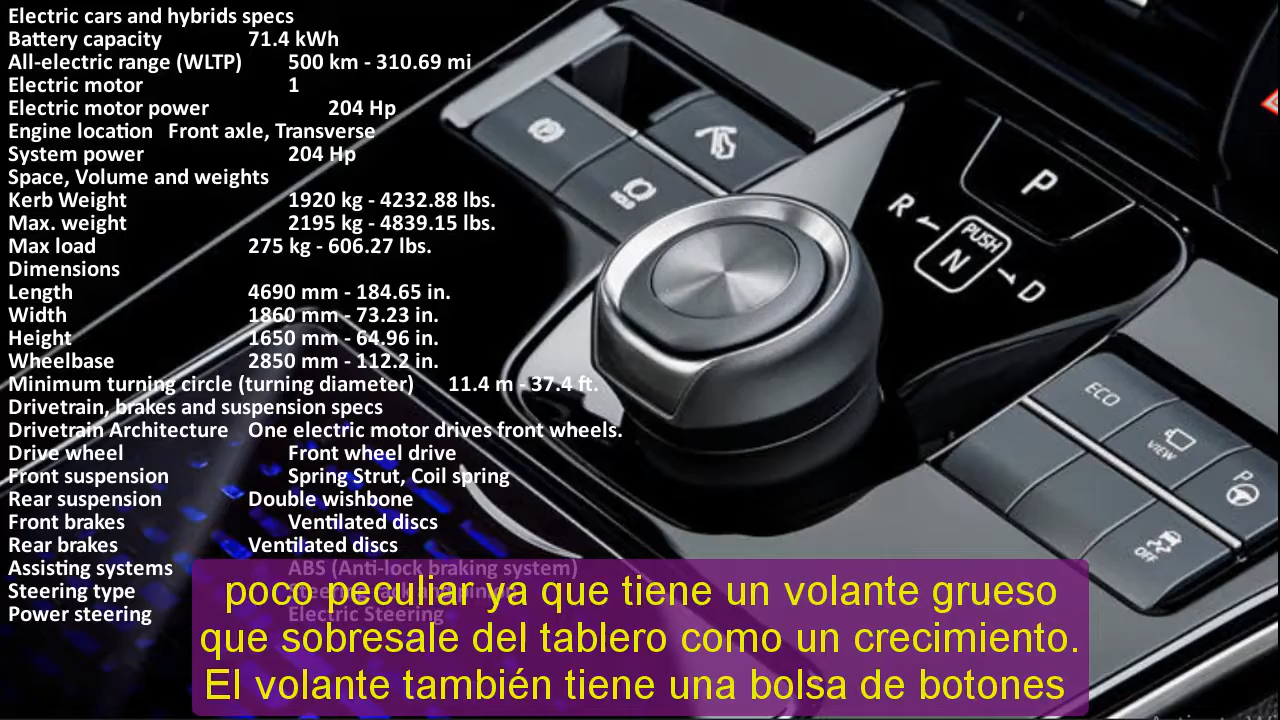 Electric cars and hybrids specs
Battery capacity 71.4 kWh
All-electric range (WLTP) 500 km - 310.69 mi
Electric motor 1
Electric motor power 204 Hp
Engine location Front axle, Transverse
System power 204 Hp
Space, Volume and weights
Kerb Weight 1920 kg - 4232.88 lbs.
Max. weight 2195 kg - 4839.15 lbs.
Max load 275 kg - 606.27 lbs.
Dimensions
Length 4690 mm - 184.65 in.
Width 1860 mm - 73.23 in.
Height 1650 mm - 64.96 in.
Wheelbase 2850 mm - 112.2 in.
Minimum turning circle (turning diameter) 11.4 m - 37.4 ft.
Drivetrain, brakes and suspension specs
Drivetrain Architecture One electric motor drives front wheels.
Drive wheel Front wheel drive
Front suspension Spring Strut, Coil spring
Rear suspension Double wishbone
Front brakes Ventilated discs
Rear brakes Ventilated discs
Assisting systems ABS (Anti-lock braking system)
Steering type
Power steering Electric Steering
poco peculiar ya que tiene un volante grueso
que sobresale del tablero como un crecimiento.
El volante también tiene una bolsa de botones
HOLD
P
R
PUSH
N
D
ECO
VIEW
P
OFF